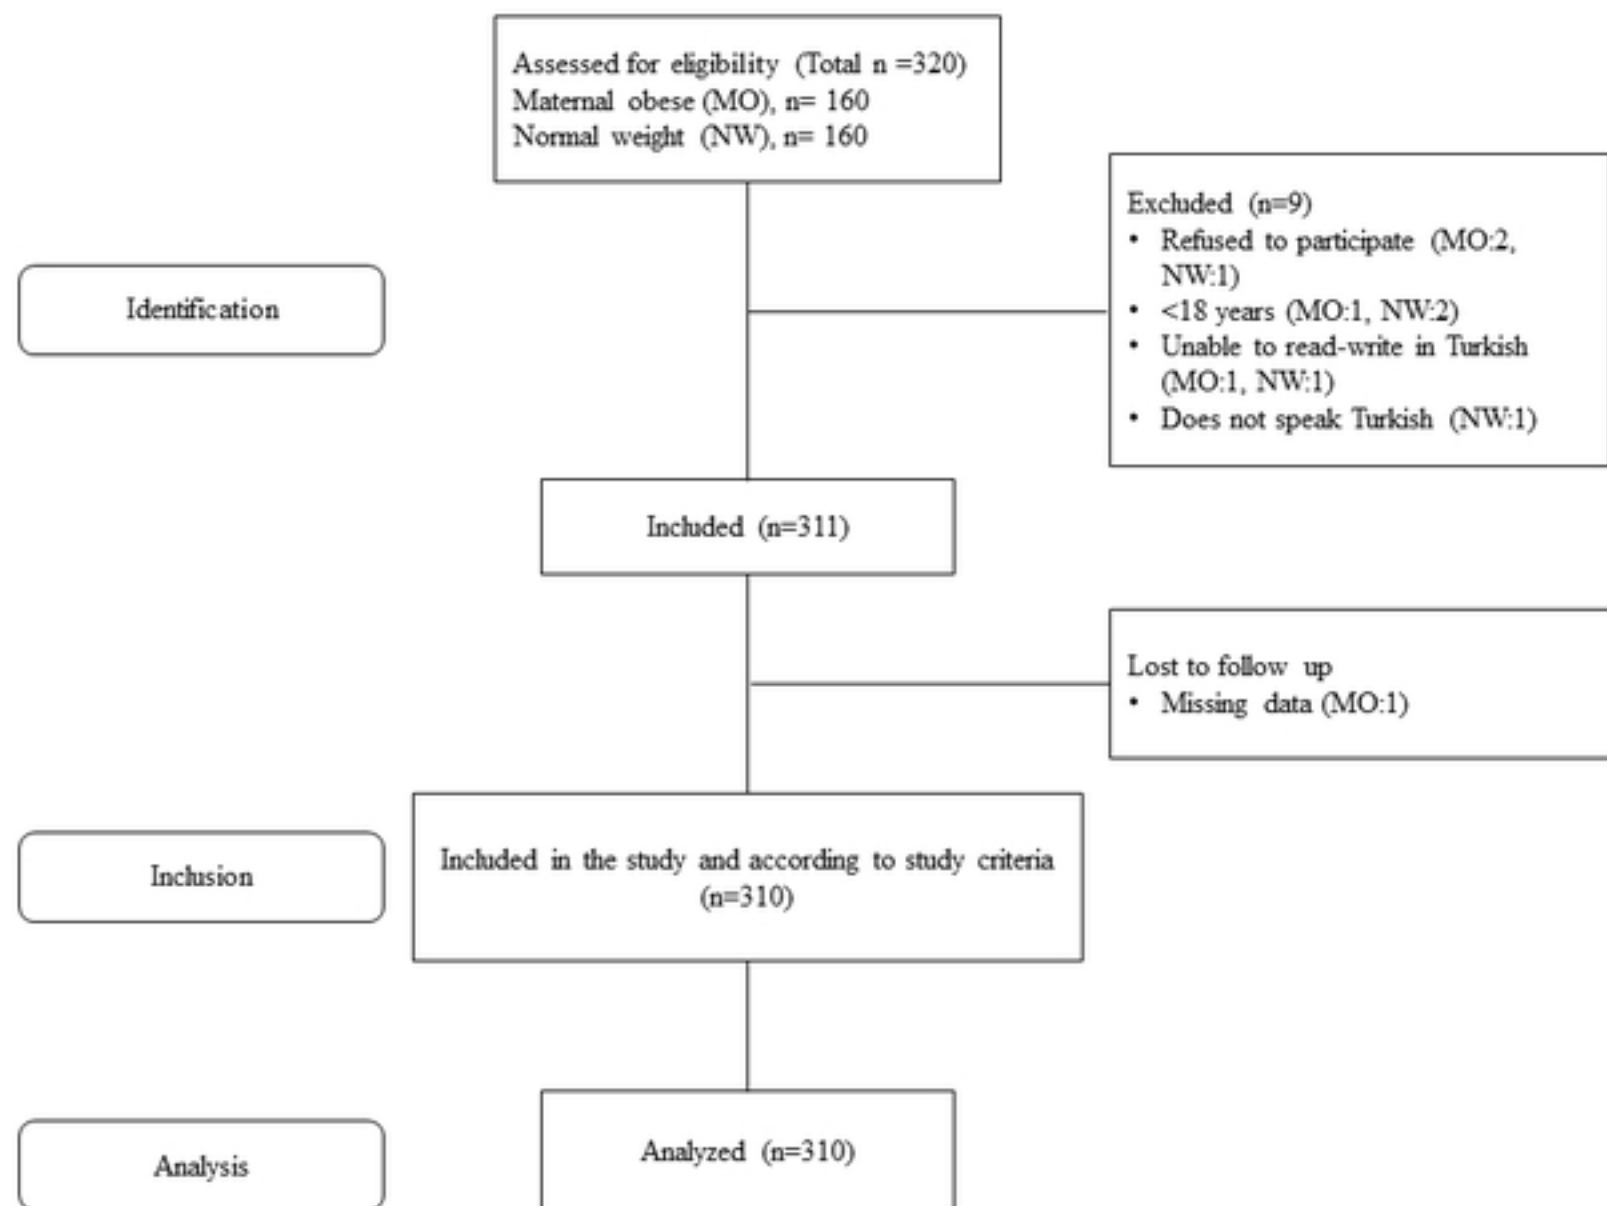 Assessed for eligibility (Total n =320)
Maternal obese (MO), n= 160
Normal weight (NW), n= 160
Excluded (n=9)
• Refused to participate (MO:2,
NW:1)
• <18 years (MO:1, NW:2)
• Unable to read-write in Turkish
(MO:1, NW:1)
• Does not speak Turkish (NW:1)
Identification
Included (n=311)
Lost to follow up
• Missing data (MO:1)
Inclusion
Included in the study and according to study criteria
(n=310)
Analysis
Analyzed (n=310)